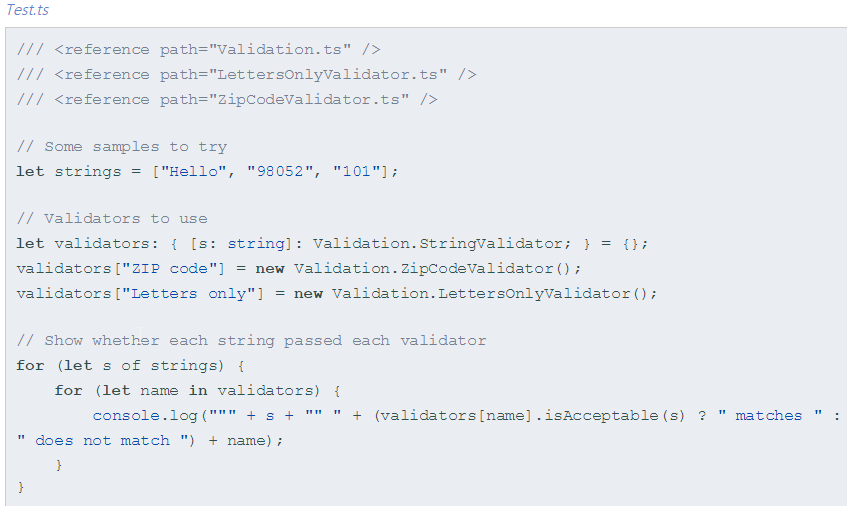 Test.ts
/// <reference path="Validation.ts" />
/// <reference path="LettersOnlyValidator.ts" />
/// <reference path="ZipCodeValidator.ts" />
// Some samples to try
let strings = ["Hello", "98052", "101"];
// Validators to use
let validators: { [s: string]: Validation.StringValidator; } = {};
validators["ZIP code"] = new Validation.ZipCodeValidator();
validators["Letters only"] = new Validation.LettersOnlyValidator();
// Show whether each string passed each validator
for (let s of strings) {
    for (let name in validators) {
        console.log(""" + s + "" " + (validators[name].isAcceptable(s) ? " matches " :
" does not match ") + name);
    }
}